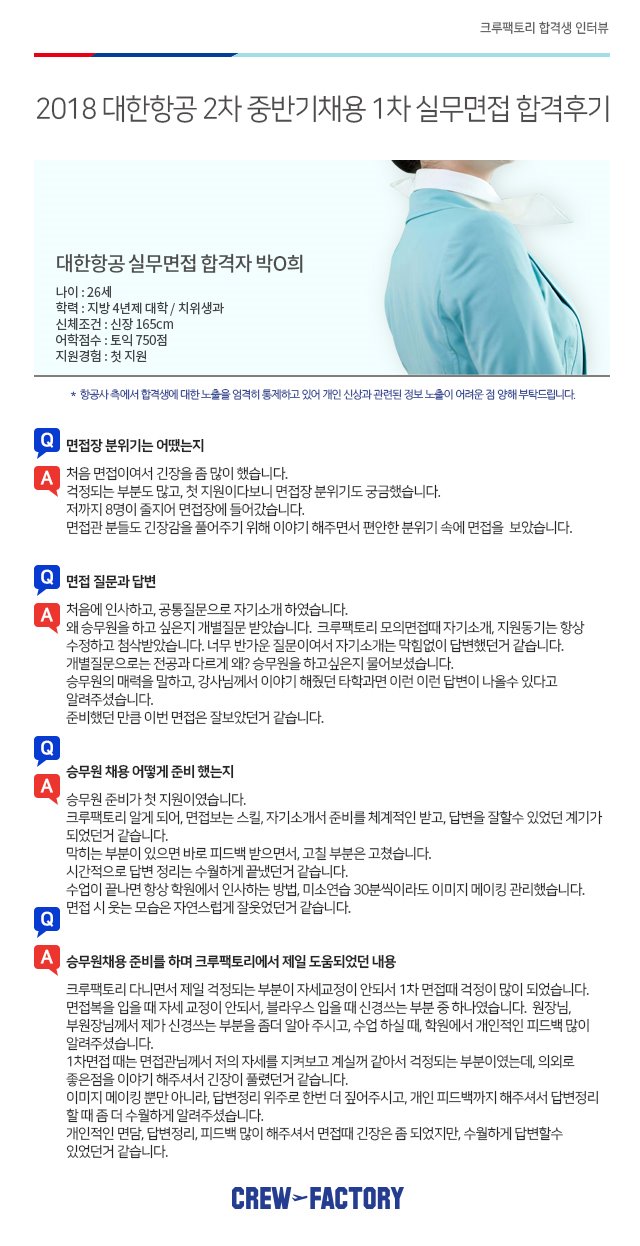 크루팩토리 합격생 인터뷰
2018 대한항공 2차 중반기채용 1차 실무면접 합격후기
대한항공 실무면접 합격자 박O희
나이 : 26세
학력 : 지방 4년제 대학 / 치위생과
신체조건 : 신장 165cm
어학점수 : 토익 750점
지원경험 : 첫 지원
* 항공사 측에서 합격생에 대한 노출을 엄격히 통제하고 있어 개인 신상과 관련된 정보 노출이 어려운 점 양해 부탁드립니다.
Q 면접장 분위기는 어땠는지
A 처음 면접이여서 긴장을 좀 많이 했습니다.
걱정되는 부분도 많고, 첫 지원이다보니 면접장 분위기도 궁금했습니다.
저까지 8명이 줄지어 면접장에 들어갔습니다.
면접관 분들도 긴장감을 풀어주기 위해 이야기 해주면서 편안한 분위기 속에 면접을 보았습니다.
Q 면접 질문과 답변
A 처음에 인사하고, 공통질문으로 자기소개 하였습니다.
왜 승무원을 하고 싶은지 개별질문 받았습니다. 크루팩토리 모의면접때 자기소개, 지원동기는 항상
수정하고 첨삭받았습니다. 너무 반가운 질문이여서 자기소개는 막힘없이 답변했던거 같습니다.
개별질문으로는 전공과 다르게 왜? 승무원을 하고싶은지 물어보셨습니다.
승무원의 매력을 말하고, 강사님께서 이야기 해줬던 타학과면 이런 이런 답변이 나올수 있다고
알려주셨습니다.
준비했던 만큼 이번 면접은 잘보았던거 같습니다.
Q 승무원 채용 어떻게 준비 했는지
A 승무원 준비가 첫 지원이였습니다.
크루팩토리 알게 되어, 면접보는 스킬, 자기소개서 준비를 체계적인 받고, 답변을 잘할수 있었던 계기가
되었던거 같습니다.
막히는 부분이 있으면 바로 피드백 받으면서, 고칠 부분은 고쳤습니다.
시간적으로 답변 정리는 수월하게 끝냈던거 같습니다.
수업이 끝나면 항상 학원에서 인사하는 방법, 미소연습 30분씩이라도 이미지 메이킹 관리했습니다.
면접 시 웃는 모습은 자연스럽게 잘웃었던거 같습니다.
Q
A 승무원채용 준비를 하며 크루팩토리에서 제일 도움되었던 내용
크루팩토리 다니면서 제일 걱정되는 부분이 자세교정이 안되서 1차 면접때 걱정이 많이 되었습니다.
면접복을 입을 때 자세 교정이 안되서, 블라우스 입을 때 신경쓰는 부분 중 하나였습니다. 원장님,
부원장님께서 제가 신경쓰는 부분을 좀더 알아 주시고, 수업 하실 때, 학원에서 개인적인 피드백 많이
알려주셨습니다.
1차면접 때는 면접관님께서 저의 자세를 지켜보고 계실꺼 같아서 걱정되는 부분이였는데, 의외로
좋은점을 이야기 해주셔서 긴장이 풀렸던거 같습니다.
이미지 메이킹 뿐만 아니라, 답변정리 위주로 한번 더 짚어주시고, 개인 피드백까지 해주셔서 답변정리
할 때 좀 더 수월하게 알려주셨습니다.
개인적인 면담, 답변정리, 피드백 많이 해주셔서 면접때 긴장은 좀 되었지만, 수월하게 답변할수
있었던거 같습니다.
CREW FACTORY